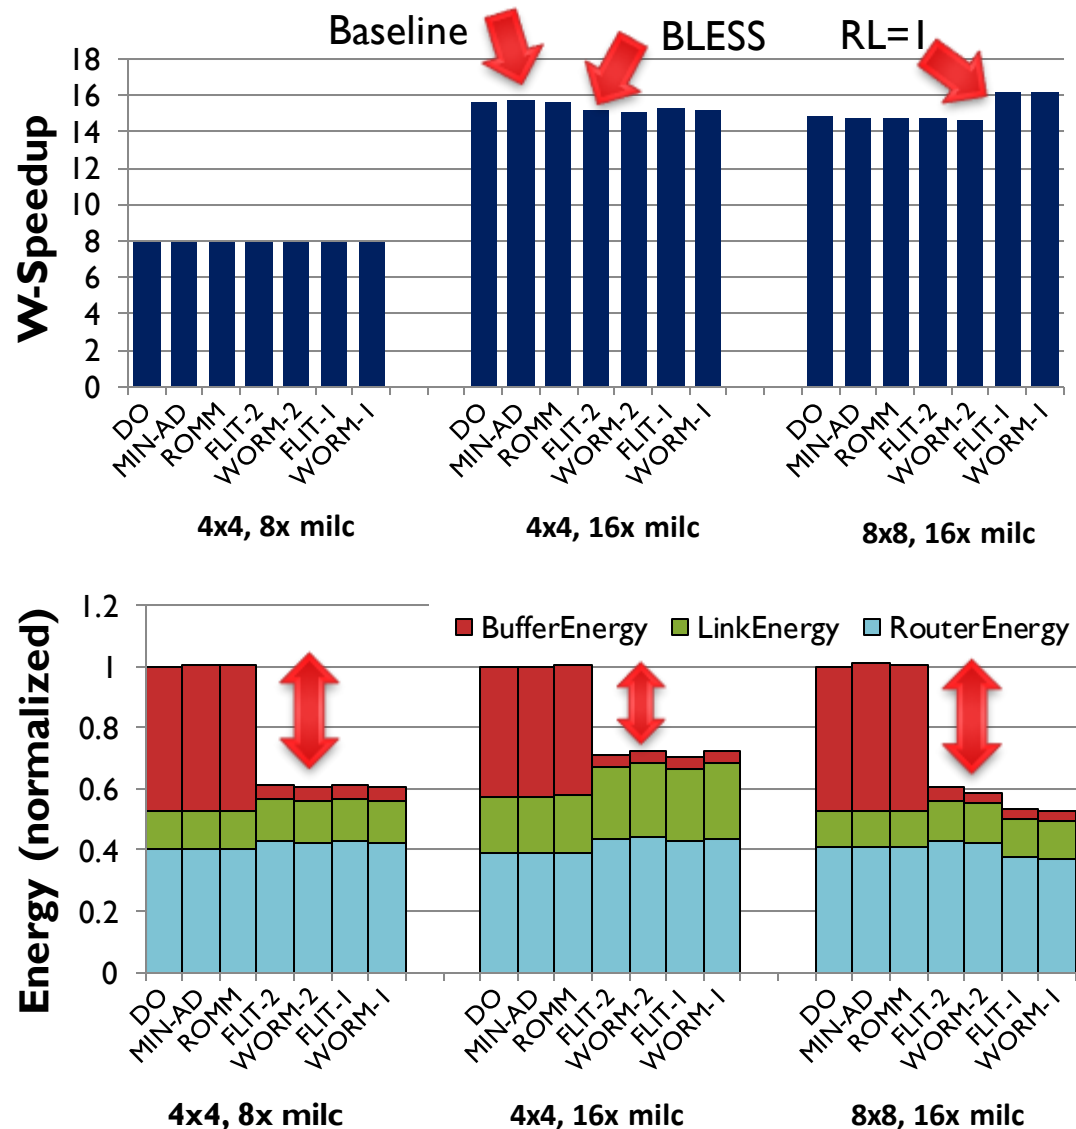 Baseline
BLESS
RL=1
W-Speedup
18
16
14
12
10
8
6
4
2
0
DO MIN-AD ROMM FLIT-2 WORM-2 FLIT-1 WORM-1
DO MIN-AD ROMM FLIT-2 WORM-2 FLIT-1 WORM-1
DO MIN-AD ROMM FLIT-2 WORM-2 FLIT-1 WORM-1
4x4, 8x milc
4x4, 16x milc
8x8, 16x milc
Energy (normalized)
1.2
1
0.8
0.6
0.4
0.2
0
BufferEnergy LinkEnergy RouterEnergy
DO MIN-AD ROMM FLIT-2 WORM-2 FLIT-1 WORM-1
DO MIN-AD ROMM FLIT-2 WORM-2 FLIT-1 WORM-1
DO MIN-AD ROMM FLIT-2 WORM-2 FLIT-1 WORM-1
4x4, 8x milc
4x4, 16x milc
8x8, 16x milc